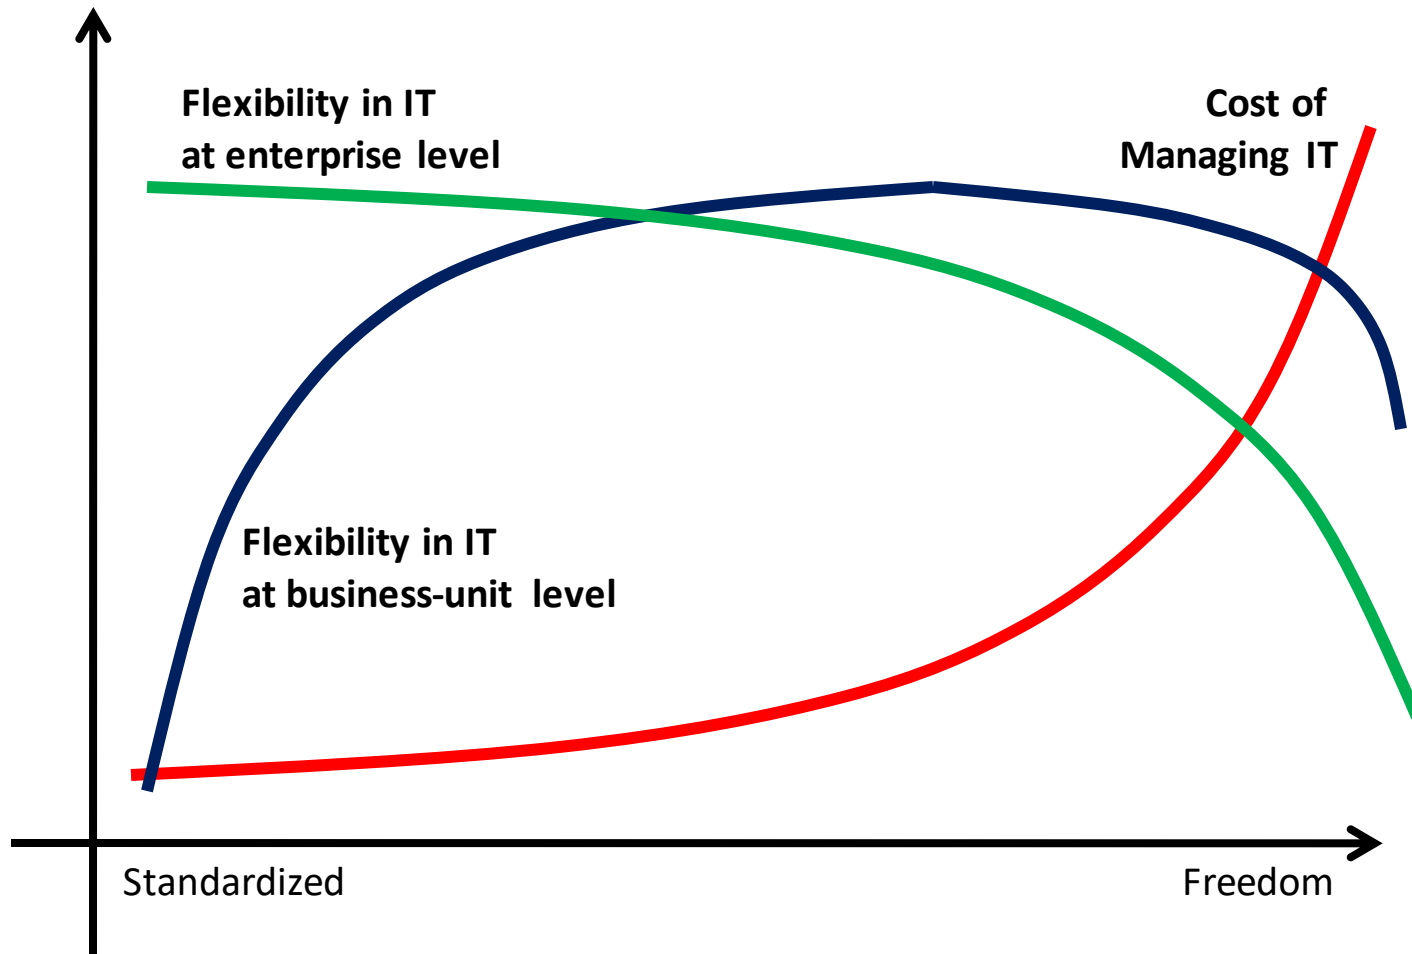 Flexibility in IT
at enterprise level
Cost of
Managing IT
Flexibility in IT
at business-unit level
Standardized
Freedom